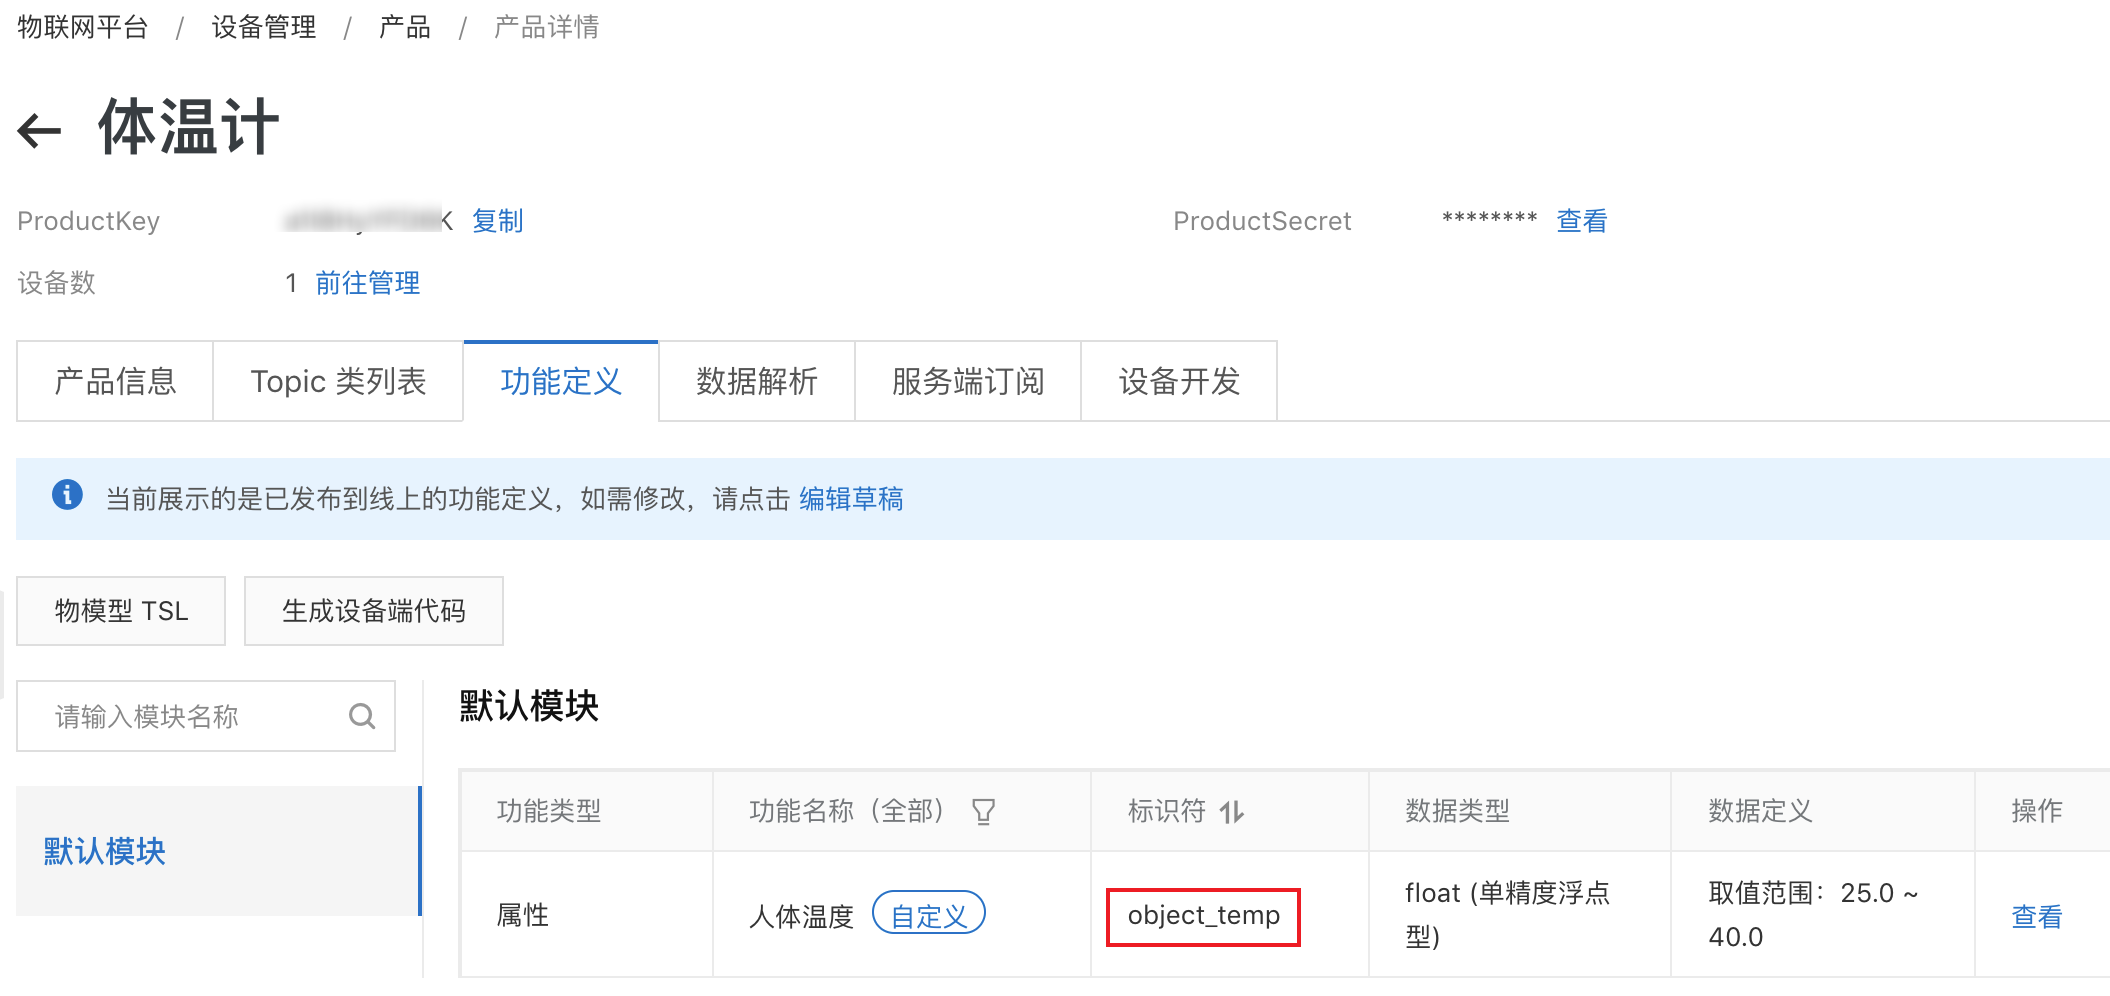 物联网平台 / 设备管理 / 产品 / 产品详情
体温计
ProductKey K 复制 ProductSecret ******** 查看
设备数 1 前往管理
产品信息 Topic 类列表 功能定义 数据解析 服务端订阅 设备开发
当前展示的是已发布到线上的功能定义，如需修改，请点击 编辑草稿
物模型 TSL 生成设备端代码
请输入模块名称
默认模块
默认模块
功能类型 功能名称（全部） 标识符 数据类型 数据定义 操作
属性 人体温度 自定义 object_temp float (单精度浮点型) 取值范围：25.0 ~ 40.0 查看